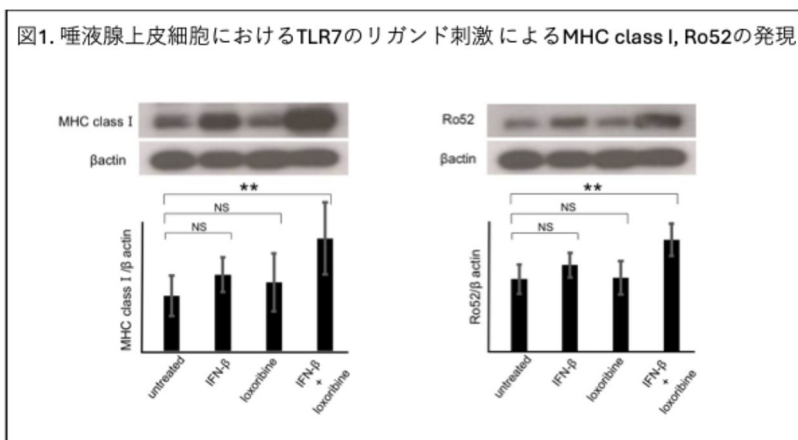 図1. 唾液腺上皮細胞におけるTLR7のリガンド刺激 によるMHC class I, Ro52の発現
MHC class I
βactin
**
NS
NS
MHC class I /β actin
untreated
IFN-β
loxoribine
IFN-β
+
loxoribine
Ro52
βactin
**
NS
NS
Ro52/β actin
untreated
IFN-β
loxoribine
IFN-β
+
loxoribine